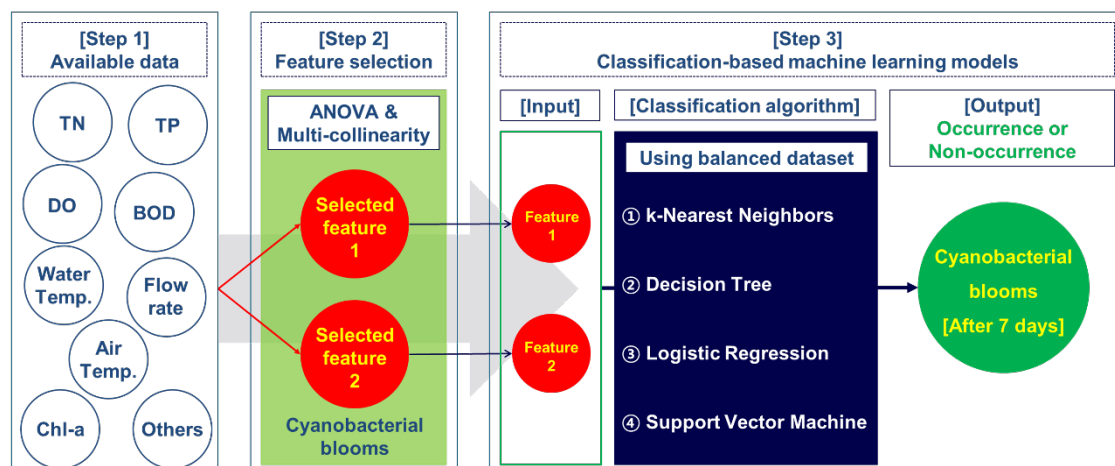 [Step 1]
Available data
TN
TP
DO
BOD
Water
Temp.
Flow
rate
Air
Temp.
Chl-a
Others
[Step 2]
Feature selection
ANOVA &
Multi-collinearity
Selected
feature
1
Selected
feature
2
Cyanobacterial
blooms
[Step 3]
Classification-based machine learning models
[Input]
Feature
1
Feature
2
[Classification algorithm]
Using balanced dataset
① k-Nearest Neighbors
② Decision Tree
③ Logistic Regression
④ Support Vector Machine
[Output]
Occurrence or
Non-occurrence
Cyanobacterial
blooms
[After 7 days]